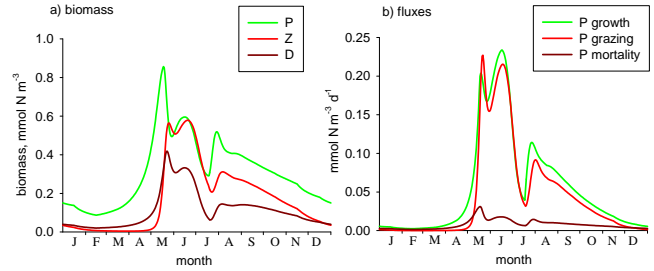 a) biomass
P
Z
D
biomass, mmol N m-3
1.0
0.8
0.6
0.4
0.2
0.0
J F M A M J J A S O N D
month
b) fluxes
P growth
P grazing
P mortality
mmol N m-3 d-1
0.25
0.20
0.15
0.10
0.05
0.00
J F M A M J J A S O N D
month